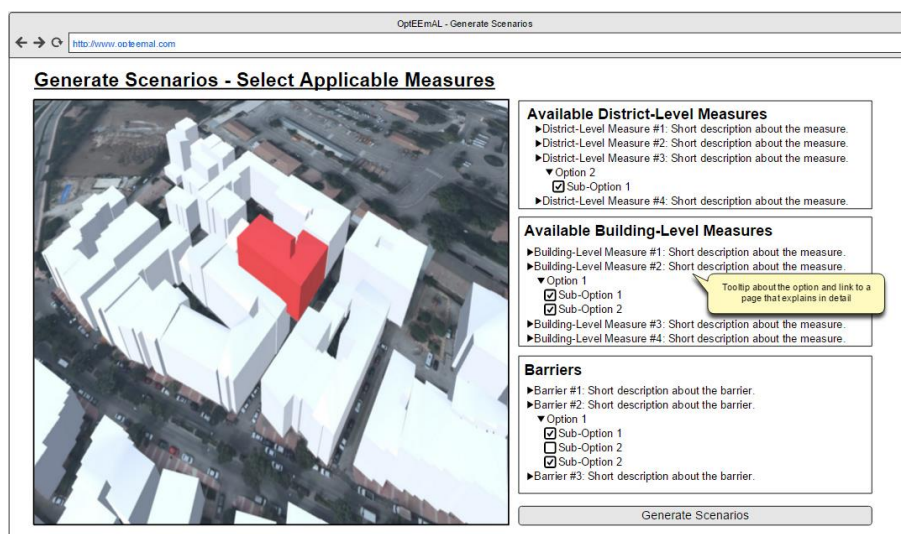 OptEEmAL - Generate Scenarios
http://www.opteemal.com
Generate Scenarios - Select Applicable Measures
Available District-Level Measures
▶District-Level Measure #1: Short description about the measure.
▶District-Level Measure #2: Short description about the measure.
▶District-Level Measure #3: Short description about the measure.
▼Option 2
Sub-Option 1
▶District-Level Measure #4: Short description about the measure.
Available Building-Level Measures
▶Building-Level Measure #1: Short description about the measure.
▶Building-Level Measure #2: Short description about the measure.
▼Option 1
Sub-Option 1
Sub-Option 2
Tooltip about the option and link to a
page that explains in detail
▶Building-Level Measure #3: Short description about the measure.
▶Building-Level Measure #4: Short description about the measure.
Barriers
▶Barrier #1: Short description about the barrier.
▶Barrier #2: Short description about the barrier.
▼Option 1
Sub-Option 1
Sub-Option 2
Sub-Option 2
▶Barrier #3: Short description about the barrier.
Generate Scenarios